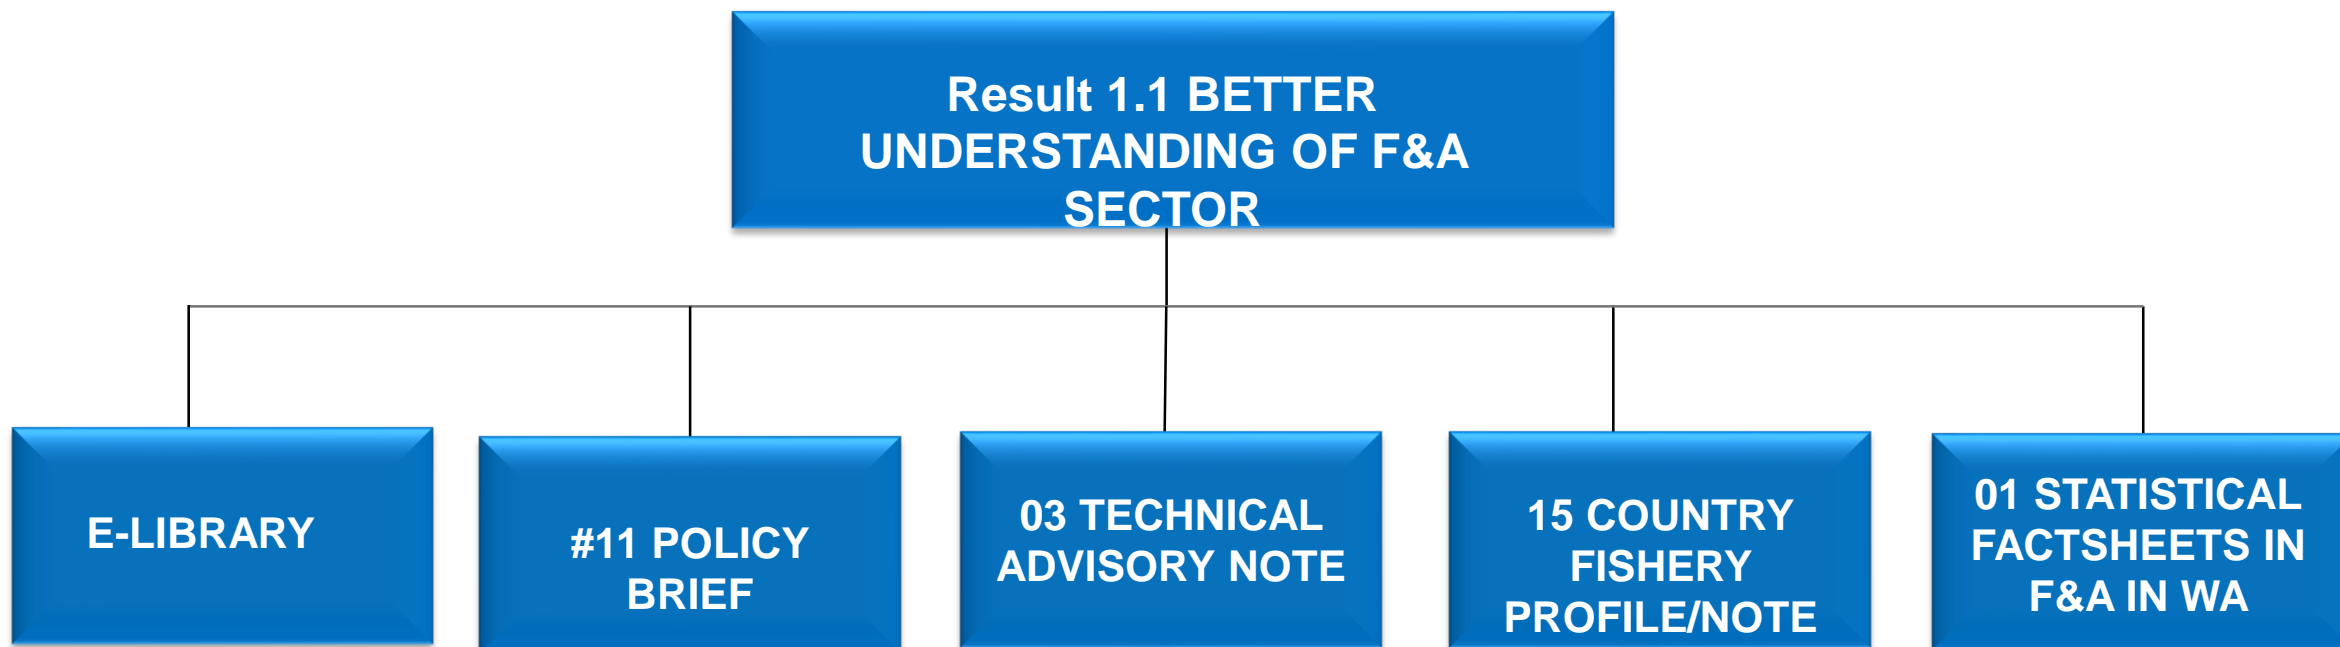 Result 1.1 BETTER
UNDERSTANDING OF F&A
SECTOR
E-LIBRARY
#11 POLICY
BRIEF
03 TECHNICAL
ADVISORY NOTE
15 COUNTRY
FISHERY
PROFILE/NOTE
01 STATISTICAL
FACTSHEETS IN
F&A IN WA